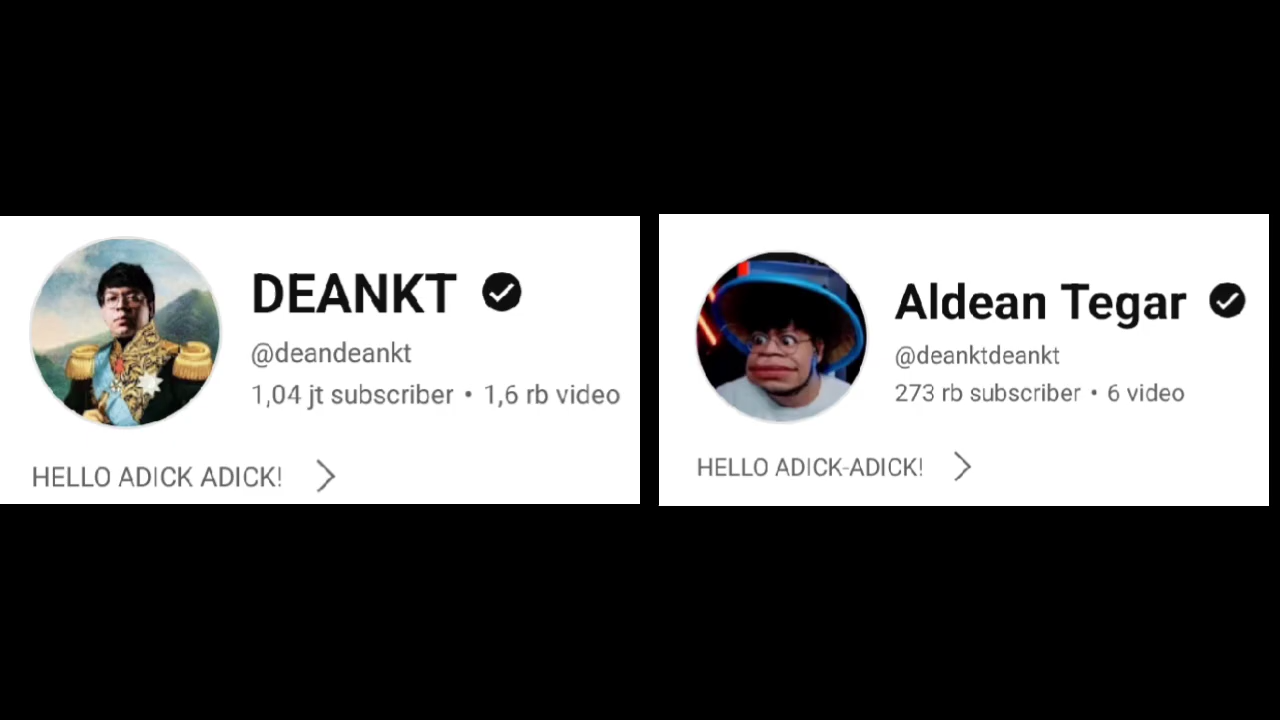 DEANKT
@deandeankt
1,04 jt subscriber • 1,6 rb video
HELLO ADICK ADICK!
Aldean Tegar
@deanktdeankt
273 rb subscriber • 6 video
HELLO ADICK-ADICK!